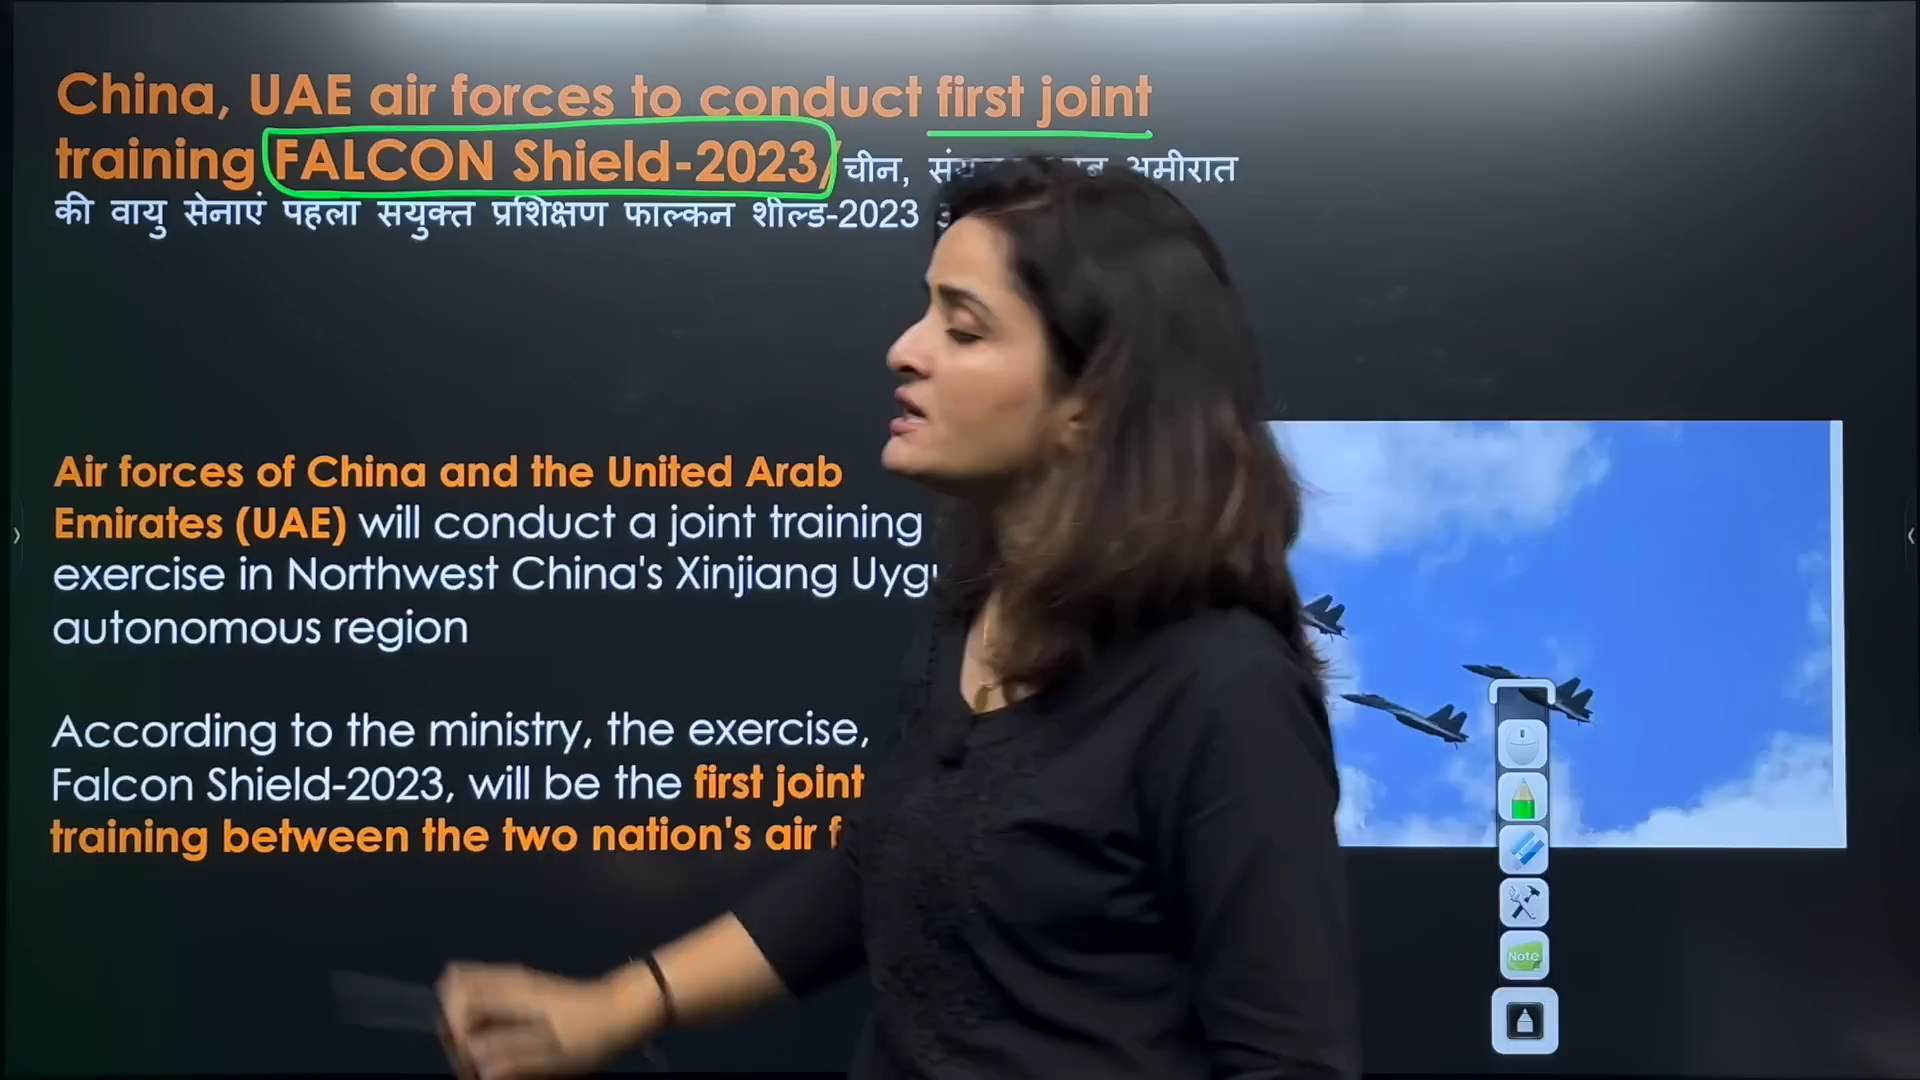 China, UAE air forces to conduct first joint
training FALCON Shield-2023/ चीन, अमीरात
की वायु सेनाएं पहला सयुक्त प्रशिक्षण फाल्कन शील्ड-2023
Air forces of China and the United Arab
Emirates (UAE) will conduct a joint training
exercise in Northwest China's Xinjiang
autonomous region
According to the ministry, the exercise,
Falcon Shield-2023, will be the first joint
training between the two nation's air
Note